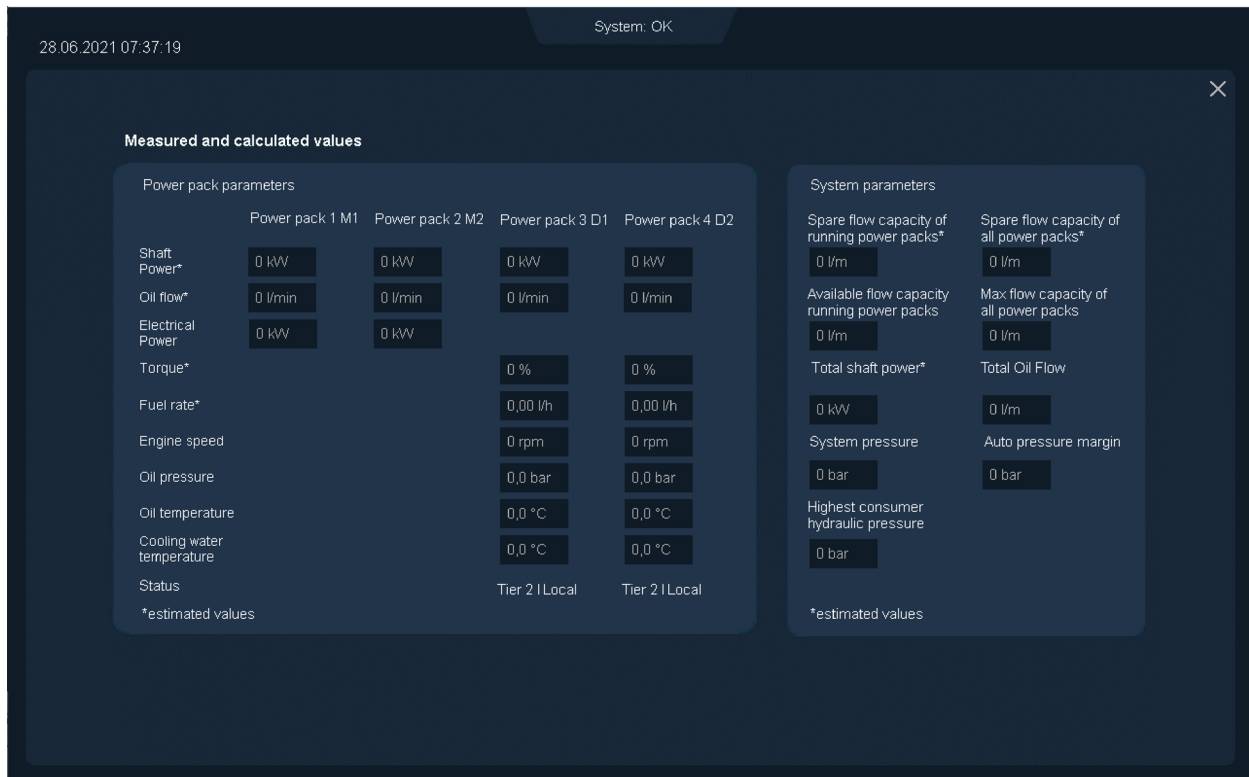 System: OK
28.06.2021 07:37:19
Measured and calculated values
Power pack parameters
Power pack 1 M1 Power pack 2 M2 Power pack 3 D1 Power pack 4 D2
Shaft
Power*
0 kW 0 kW 0 kW 0 kW
Oil flow* 0 l/min 0 l/min 0 l/min 0 l/min
Electrical
Power
0 kW 0 kW
Torque* 0 % 0 %
Fuel rate* 0,00 l/h 0,00 l/h
Engine speed 0 rpm 0 rpm
Oil pressure 0,0 bar 0,0 bar
Oil temperature 0,0 °C 0,0 °C
Cooling water
temperature
0,0 °C 0,0 °C
Status Tier 2 I Local Tier 2 I Local
*estimated values
System parameters
Spare flow capacity of
running power packs*
0 l/m
Spare flow capacity of
all power packs*
0 l/m
Available flow capacity
running power packs
0 l/m
Max flow capacity of
all power packs
0 l/m
Total shaft power*
0 kW
Total Oil Flow
0 l/m
System pressure
0 bar
Auto pressure margin
0 bar
Highest consumer
hydraulic pressure
0 bar
*estimated values